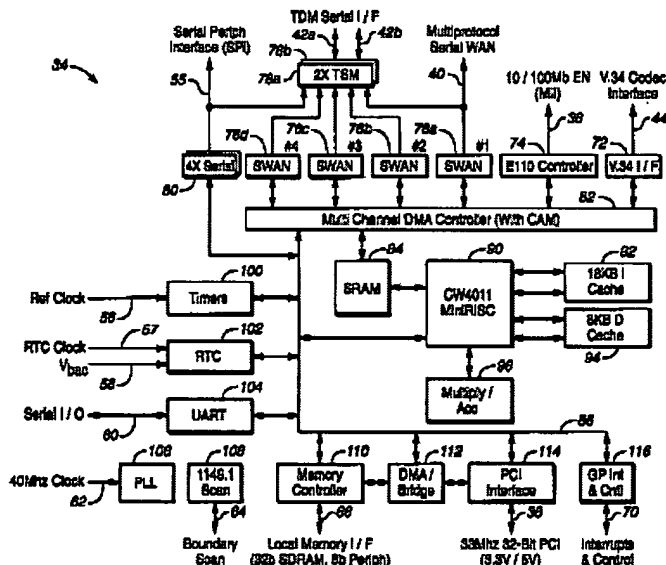 Serial Periph
Interface (SPI)
TDM Serial I / F
42a
42b
Multiprotocol
Serial WAN
34
55
78b
78a
2X TSM
40
10 / 100Mb EN
(MII)
38
V.34 Codec
Interface
44
76d
#4
76c
#3
76b
#2
76a
#1
74
72
4X Serial
SWAN
SWAN
SWAN
SWAN
E110 Controller
V.34 I / F
80
82
Multi Channel DMA Controller (With CAM)
84
90
92
100
SRAM
CW4011
MiniRISC
16KB I
Cache
Ref Clock
56
Timers
8KB D
Cache
94
57
102
RTC Clock
Vbac
58
RTC
96
Multiply /
Acc
104
Serial I / O
60
UART
86
106
108
110
112
114
116
40Mhz Clock
62
PLL
1149.1
Scan
Memory
Controller
DMA /
Bridge
PCI
Interface
GP Int
& Cntl
64
66
36
70
Boundary
Scan
Local Memory I / F
(32b SDRAM, 8b Periph)
33Mhz 32-Bit PCI
(3.3V / 5V)
Interrupts
& Control